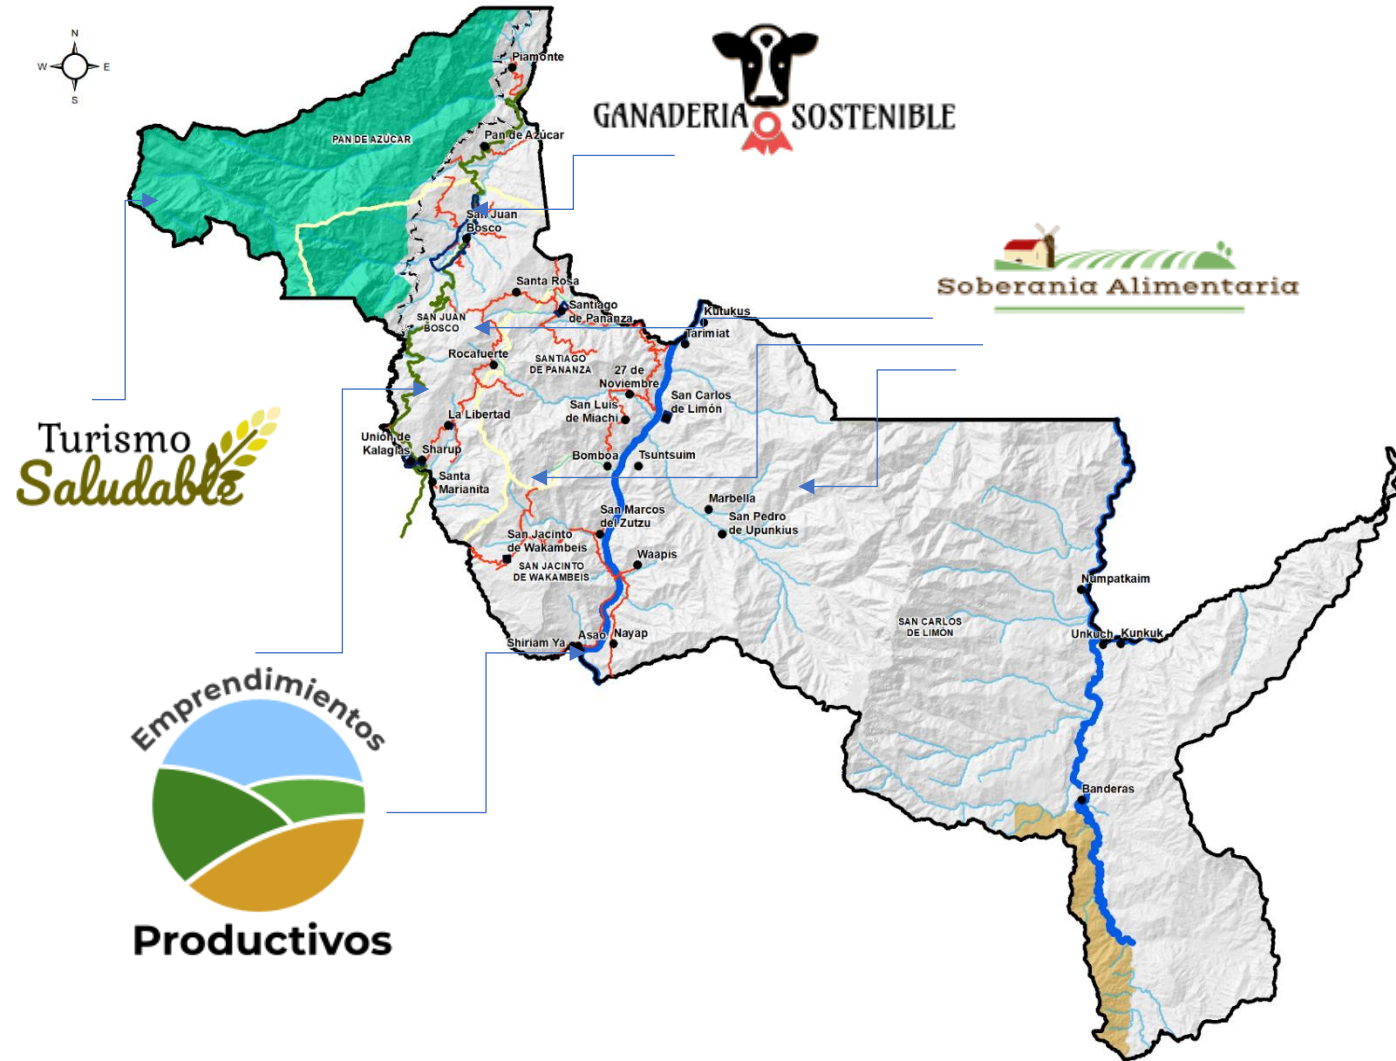 N
W E
S
Piamonte
GANADERIA SOSTENIBLE
PAN DE AZÚCAR
Pan de Azúcar
San Juan
Bosco
Soberania Alimentaria
Santa Rosa
Santiago
de Pananza
Kutukus
SAN JUAN
BOSCO
Tarimiat
Rocafuerte
SANTIAGO
DE PANANZA
27 de
Noviembre
San Carlos
de Limón
San Luis
de Miachi
La Libertad
Turismo
Saludable
Unión de
Kalaglas
Sharup
Bomboa
Tsuntsuim
Santa
Marianita
Marbella
San Marcos
del Zutzu
San Pedro
de Upunkius
San Jacinto
de Wakambeis
SAN JACINTO
DE WAKAMBEIS
Waapis
Numpatkaim
SAN CARLOS
DE LIMÓN
Shiriam Ya
Asao
Nayap
Unkuch
Kunkuk
Emprendimientos
Productivos
Banderas